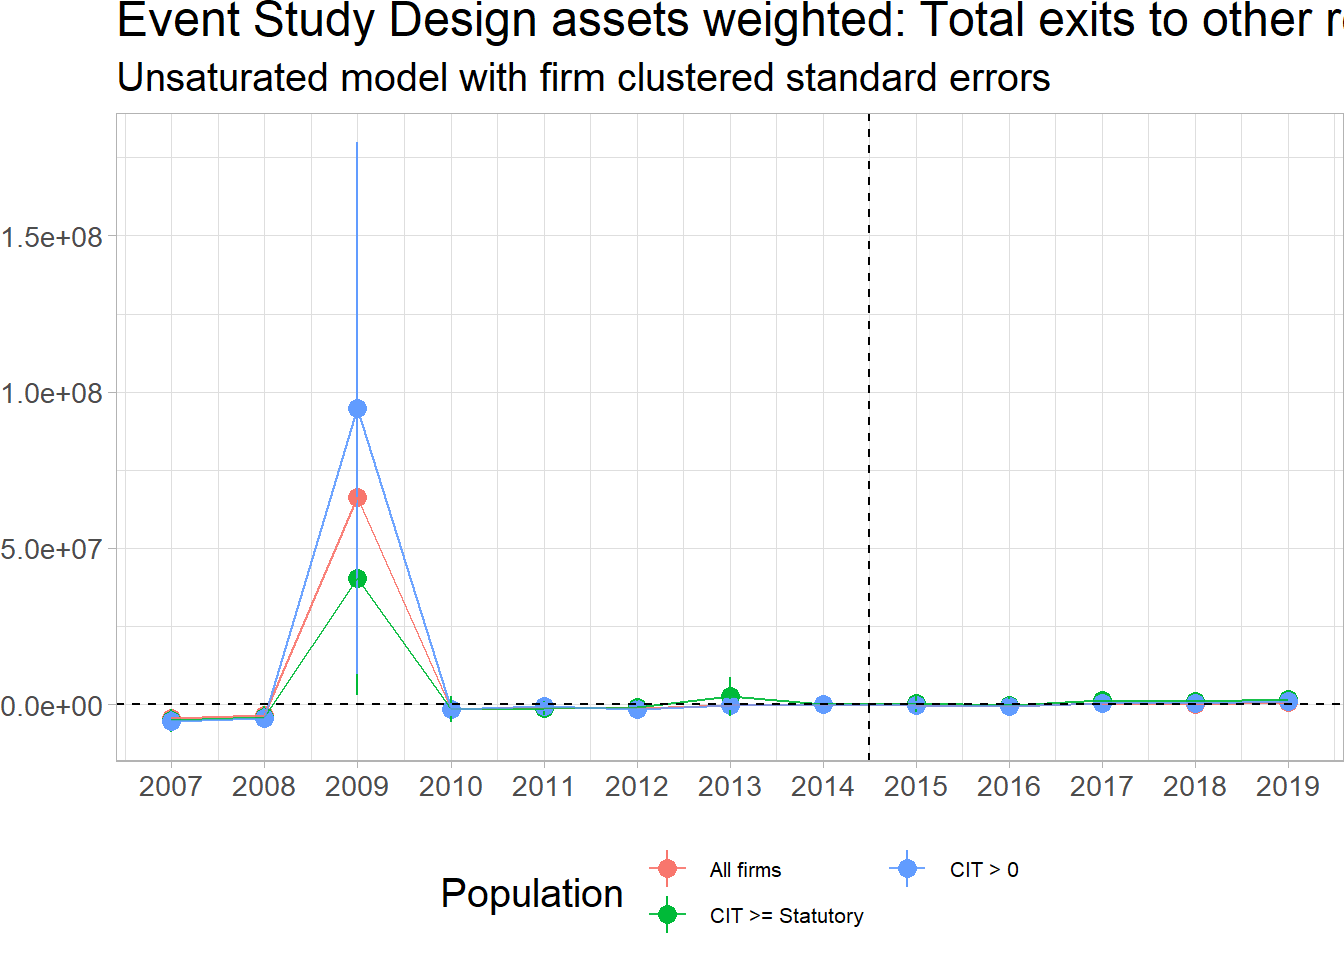 Event Study Design assets weighted: Total exits to other
Unsaturated model with firm clustered standard errors
1.5e+08
1.0e+08
5.0e+07
0.0e+00
2007 2008 2009 2010 2011 2012 2013 2014 2015 2016 2017 2018 2019
Population
All firms
CIT > 0
CIT >= Statutory